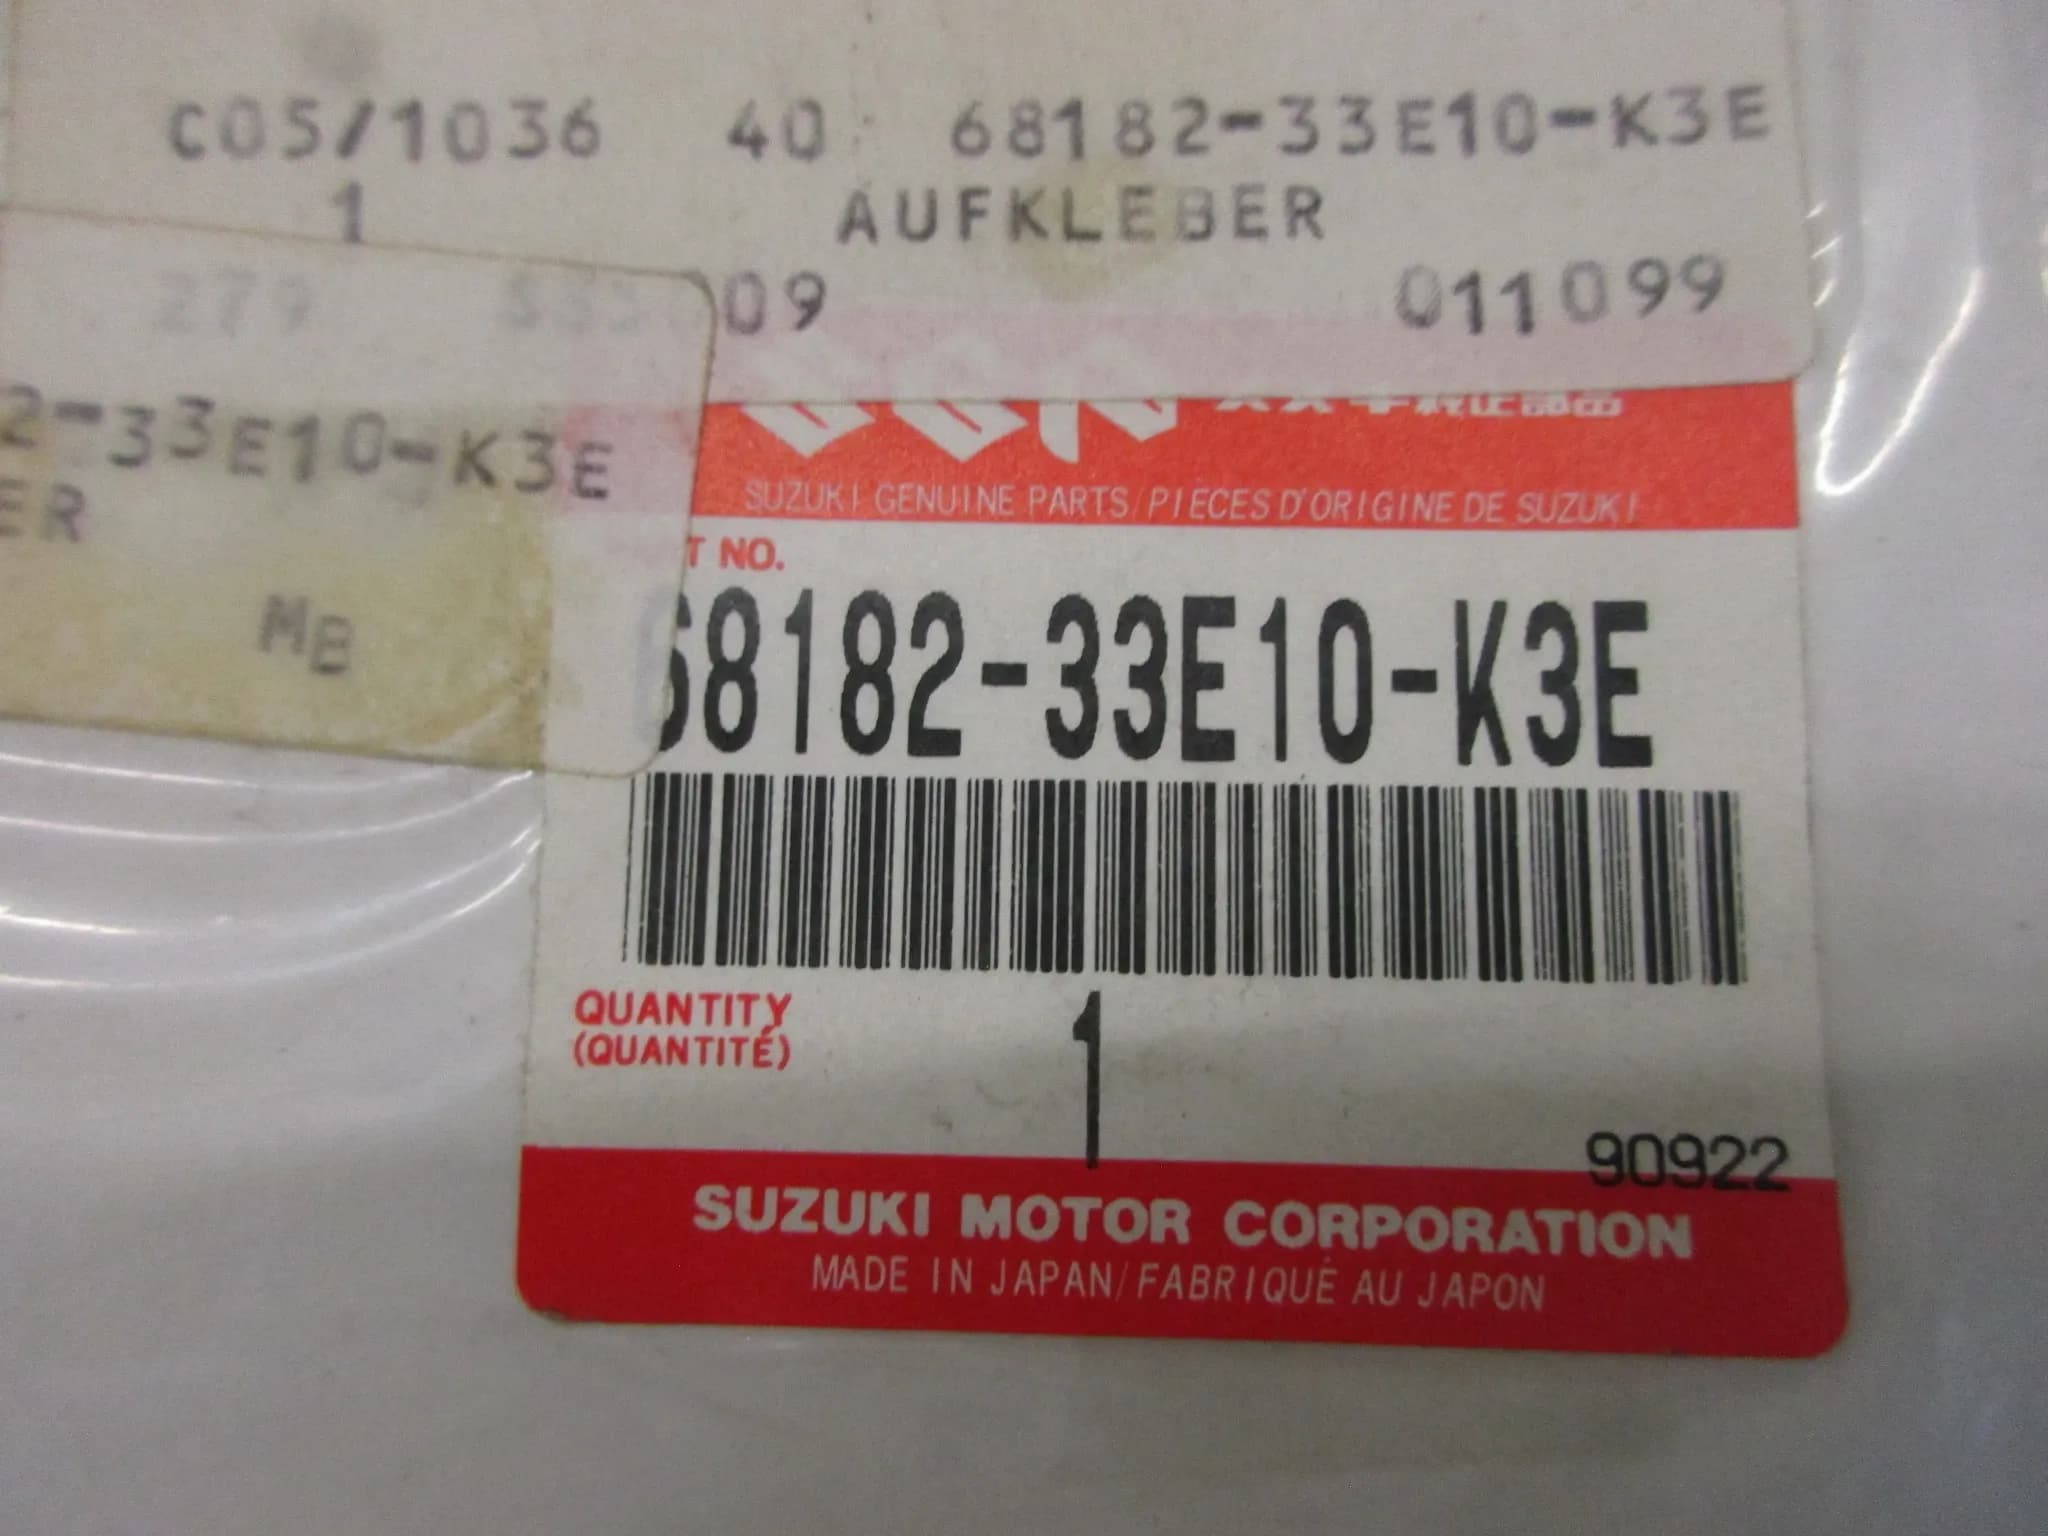 C05/1036 40 68182-33E10-K3E
1 AUFKLEBER
09 011099
2-33E10-K3E
ER
MB
SUZUKI GENUINE PARTS/PIÈCES D'ORIGINE DE SUZUKI
T NO.
68182-33E10-K3E
QUANTITY
(QUANTITÉ)
1
90922
SUZUKI MOTOR CORPORATION
MADE IN JAPAN/FABRIQUÉ AU JAPON